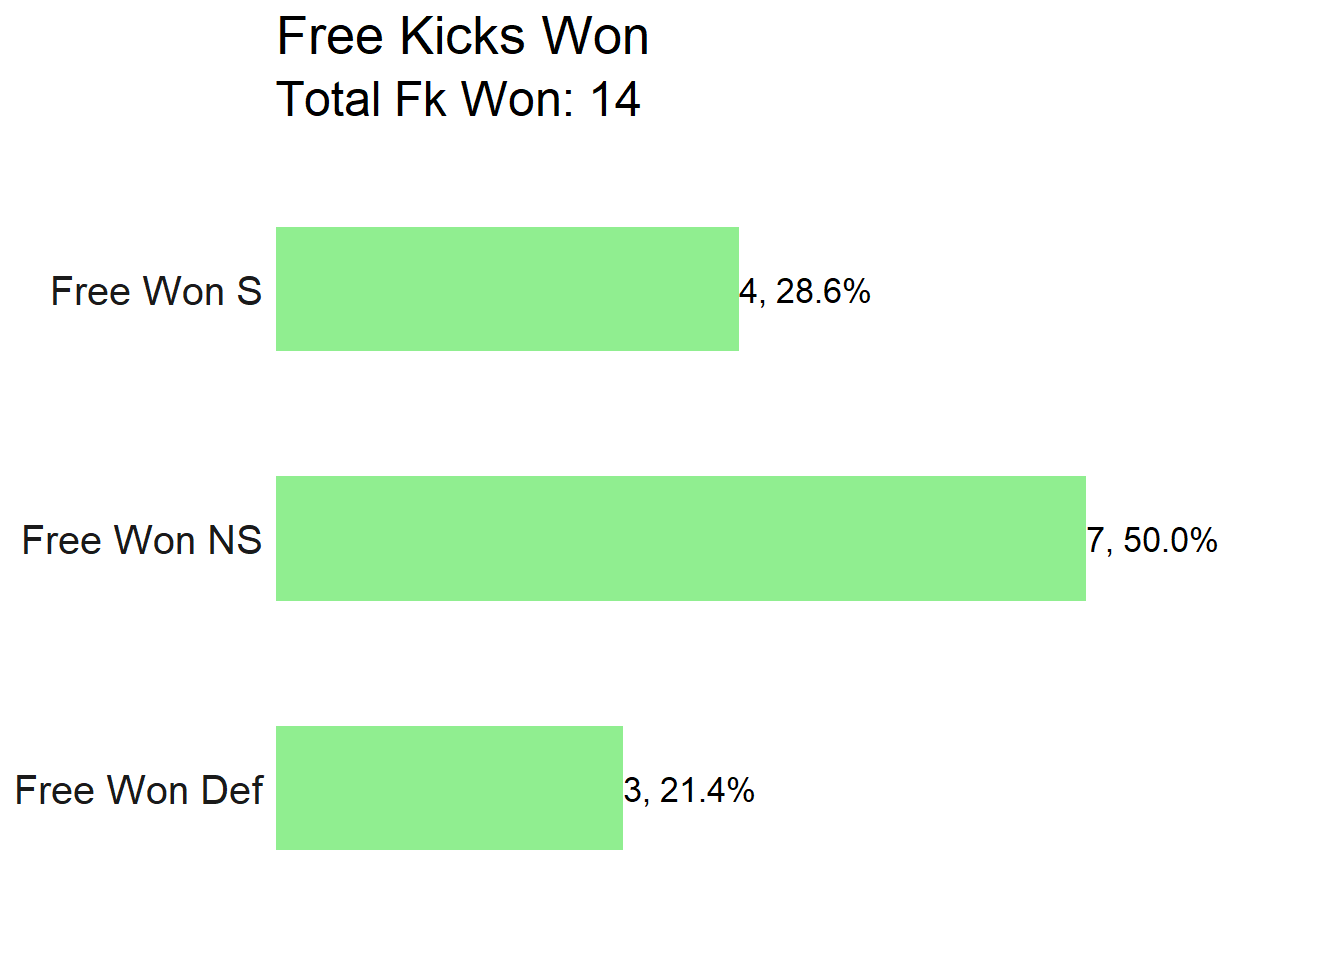 Free Kicks Won
Total Fk Won: 14
Free Won S
4, 28.6%
Free Won NS
7, 50.0%
Free Won Def
3, 21.4%